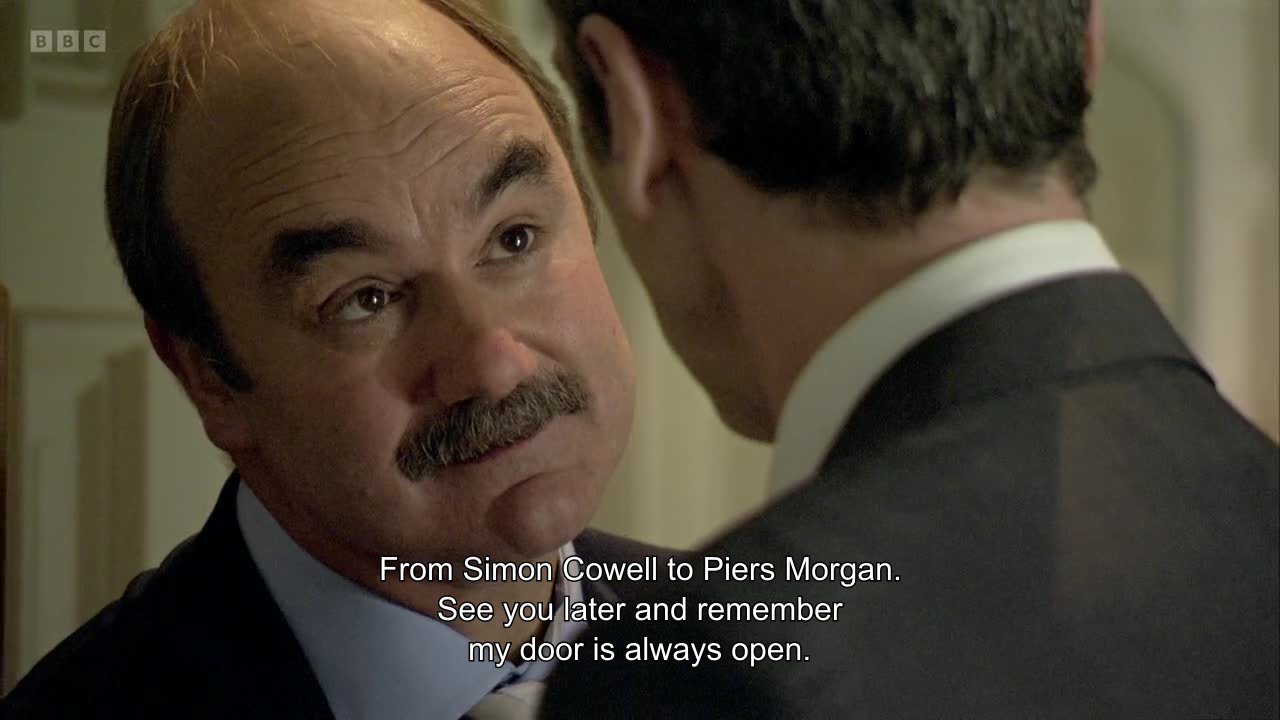 BBC
From Simon Cowell to Piers Morgan.
See you later and remember
my door is always open.